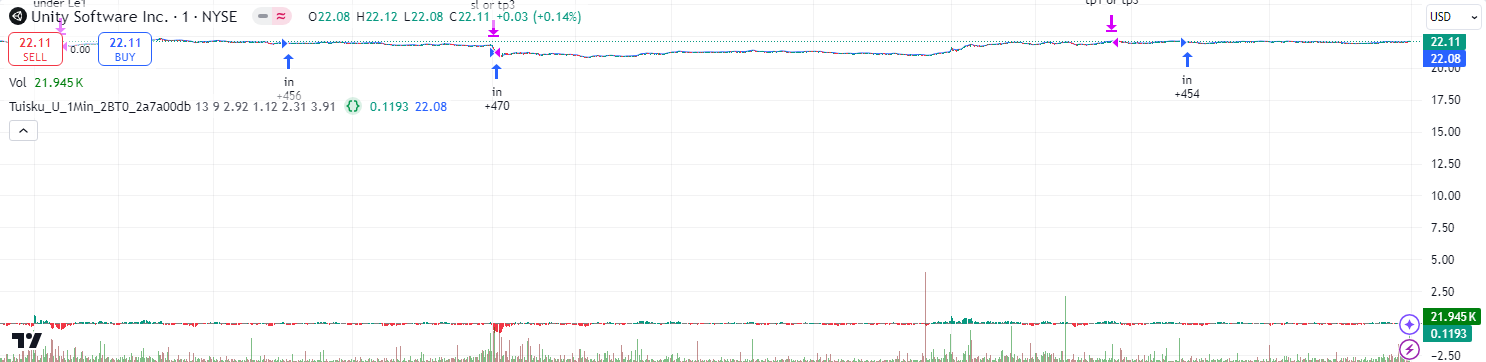 under Le1
Unity Software Inc. · 1 · NYSE
O22.08 H22.12 L22.08 C22.11 +0.03 (+0.14%)
sl or tp3
tp1 or tp3
USD
22.11
SELL
0.00
22.11
BUY
22.11
22.08
20.00
Vol 21.945 K
in
+456
in
+470
in
+454
Tuisku_U_1Min_2BT0_2a7a00db 13 9 2.92 1.12 2.31 3.91 0.1193 22.08
17.50
15.00
12.50
10.00
7.50
5.00
2.50
21.945 K
0.1193
−2.50